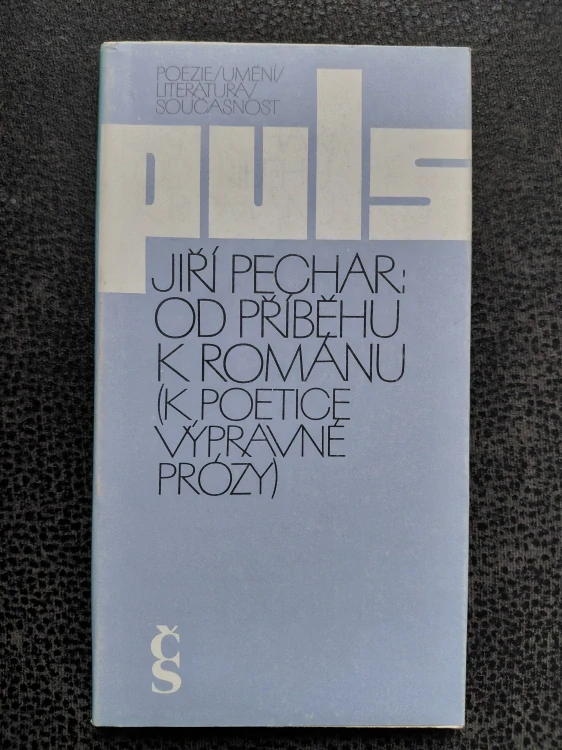 POEZIE/UMĚNÍ/
LITERATURA/
SOUČASNOST
puls
JIŘÍ PECHAR:
OD PŘÍBĚHU
K ROMÁNU
(K POETICE
VÝPRAVNÉ
PRÓZY)
ČS